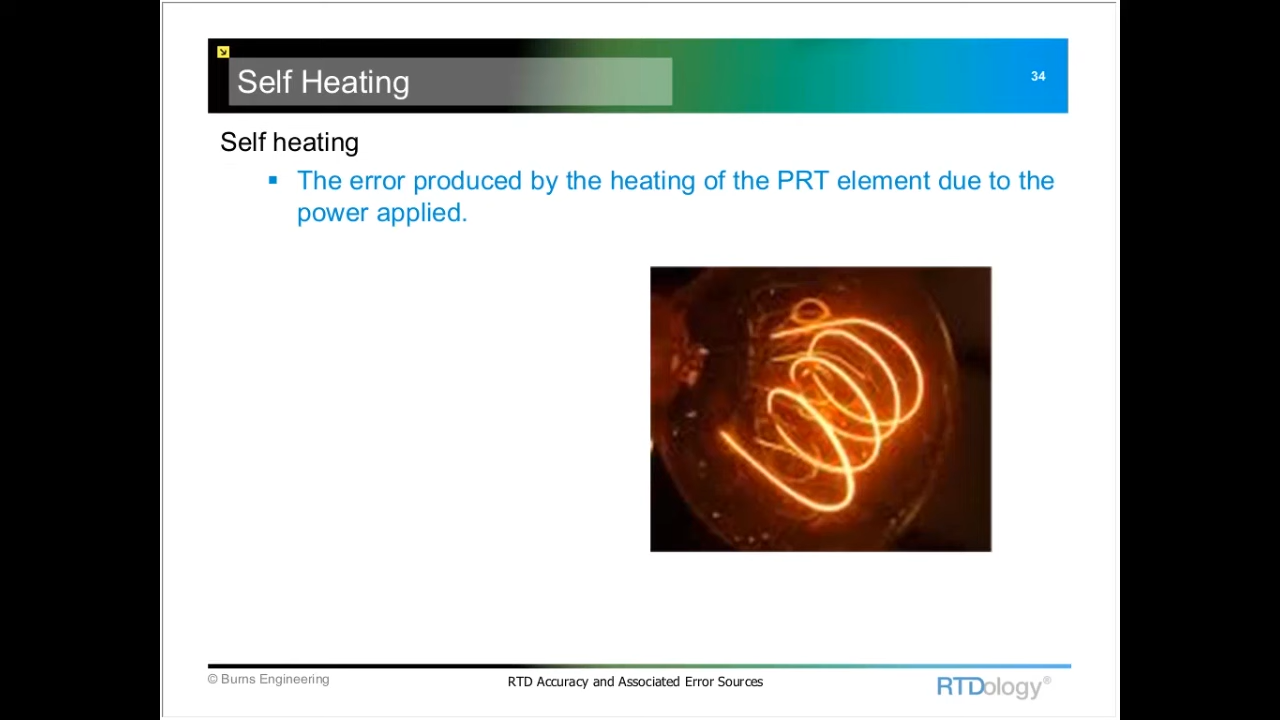 Self Heating
34
Self heating
▪ The error produced by the heating of the PRT element due to the
power applied.
© Burns Engineering
RTD Accuracy and Associated Error Sources
RTDology®